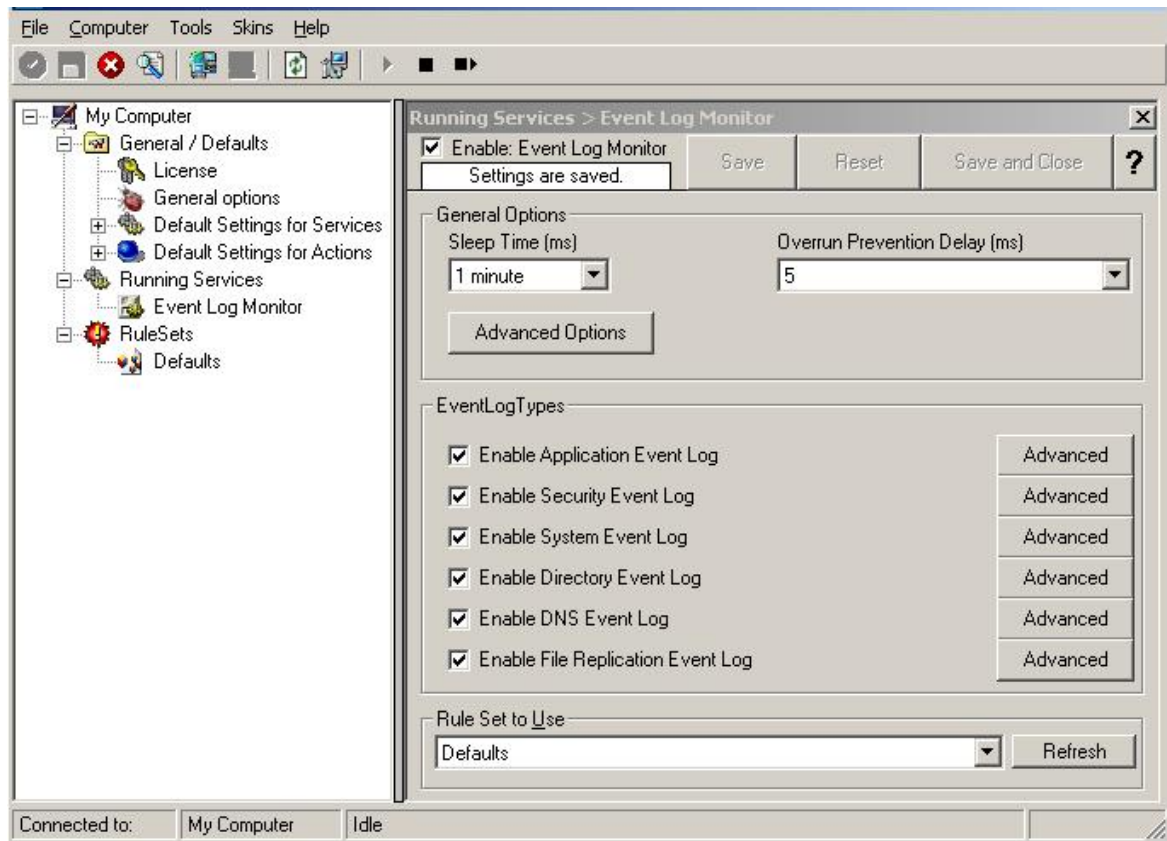 File Computer Tools Skins Help
My Computer
General / Defaults
License
General options
Default Settings for Services
Default Settings for Actions
Running Services
Event Log Monitor
RuleSets
Defaults
Running Services > Event Log Monitor
Enable: Event Log Monitor
Settings are saved.
Save Reset Save and Close ?
General Options
Sleep Time (ms) Overrun Prevention Delay (ms)
1 minute 5
Advanced Options
EventLogTypes
Enable Application Event Log Advanced
Enable Security Event Log Advanced
Enable System Event Log Advanced
Enable Directory Event Log Advanced
Enable DNS Event Log Advanced
Enable File Replication Event Log Advanced
Rule Set to Use
Defaults Refresh
Connected to: My Computer Idle